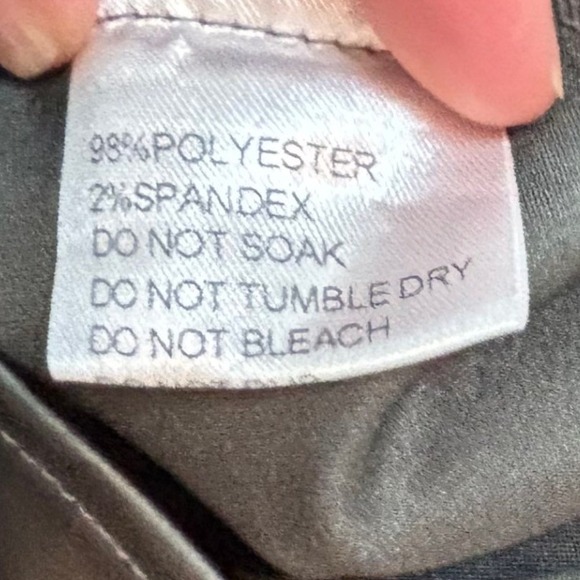 98%POLYESTER
2%SPANDEX
DO NOT SOAK
DO NOT TUMBLE DRY
DO NOT BLEACH